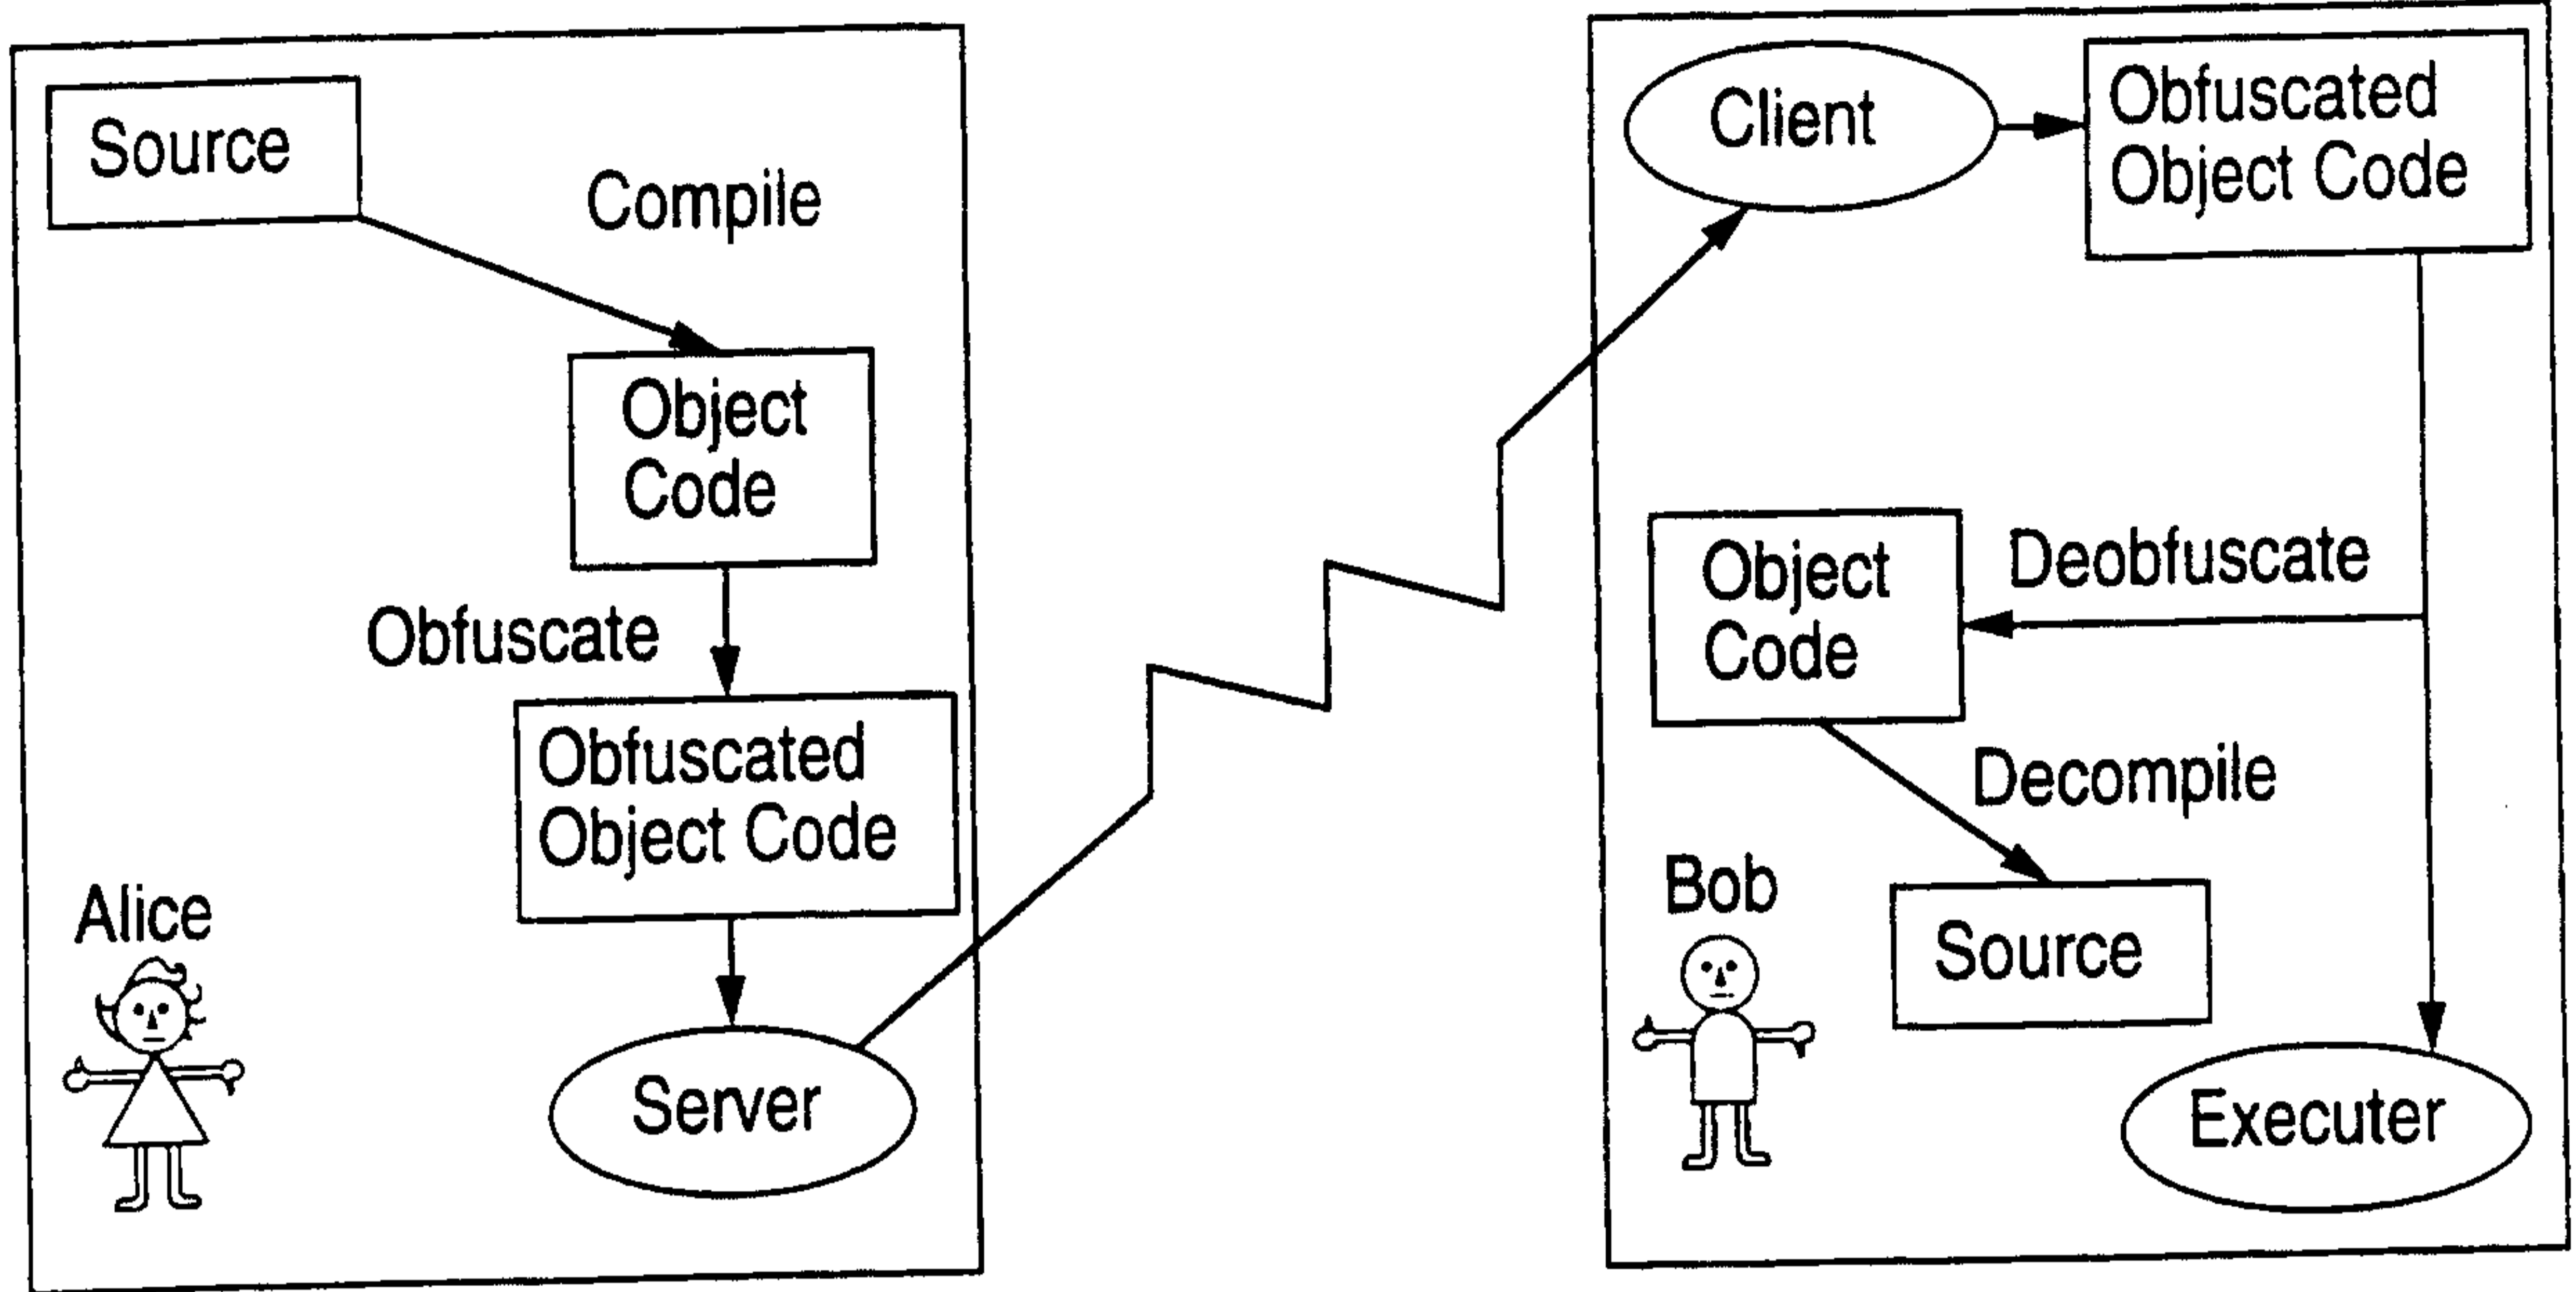 Source
Compile
Object
Code
Obfuscate
Obfuscated
Object Code
Alice
Server
Client
Obfuscated
Object Code
Deobfuscate
Object
Code
Decompile
Bob
Source
Executer